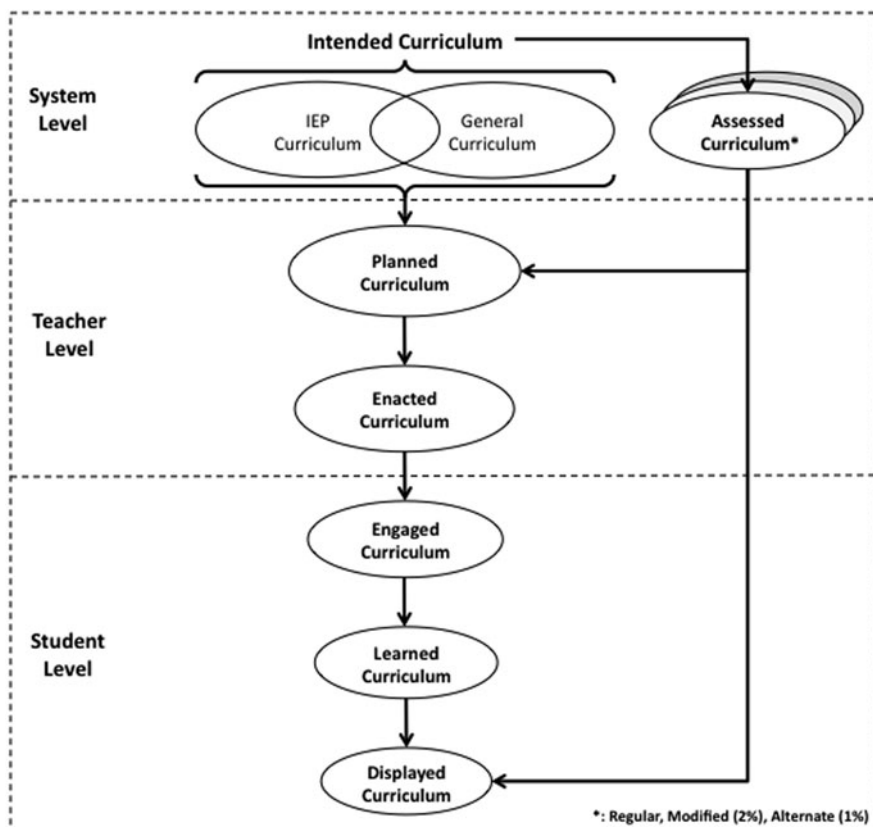 Intended Curriculum
System
Level
IEP
Curriculum
General
Curriculum
Assessed
Curriculum*
Planned
Curriculum
Teacher
Level
Enacted
Curriculum
Engaged
Curriculum
Student
Level
Learned
Curriculum
Displayed
Curriculum
*: Regular, Modified (2%), Alternate (1%)